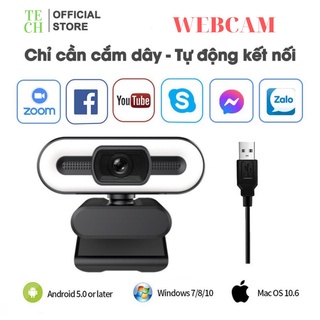 TE
CH
OFFICIAL
STORE
WEBCAM
Chỉ cần cắm dây - Tự động kết nối
zoom
YouTube
Zalo
Android 5.0 or later
Windows 7/8/10
Mac OS 10.6